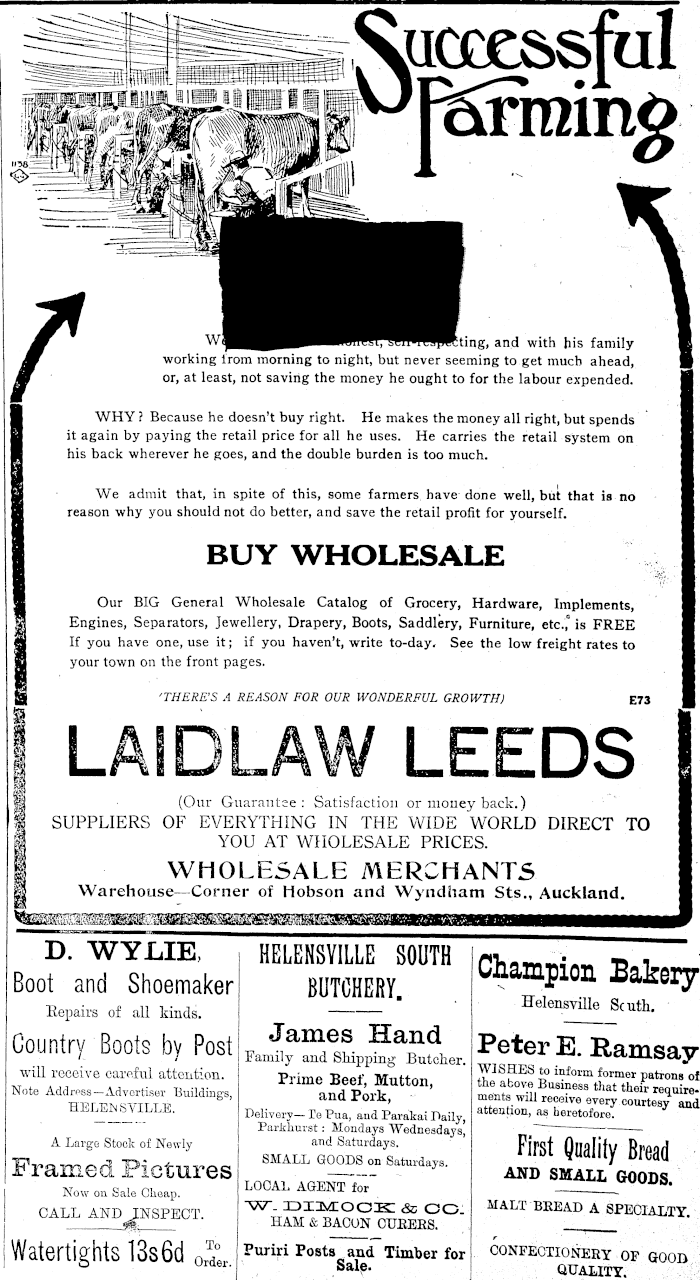 Successful
Farming
1138
self-respecting, and with his family
working from morning to night, but never seeming to get much ahead,
or, at least, not saving the money he ought to for the labour expended.
WHY? Because he doesn't buy right. He makes the money all right, but spends
it again by paying the retail price for all he uses. He carries the retail system on
his back wherever he goes, and the double burden is too much.
We admit that, in spite of this, some farmers have done well, but that is no
reason why you should not do better, and save the retail profit for yourself.
BUY WHOLESALE
Our BIG General Wholesale Catalog of Grocery, Hardware, Implements,
Engines, Separators, Jewellery, Drapery, Boots, Saddlery, Furniture, etc., is FREE
If you have one, use it; if you haven't, write to-day. See the low freight rates to
your town on the front pages.
'THERE'S A REASON FOR OUR WONDERFUL GROWTH) E73
LAIDLAW LEEDS
(Our Guarantee: Satisfaction or money back.)
SUPPLIERS OF EVERYTHING IN THE WIDE WORLD DIRECT TO
YOU AT WHOLESALE PRICES.
WHOLESALE MERCHANTS
Warehouse—Corner of Hobson and Wyndham Sts., Auckland.
D. WYLIE,
Boot and Shoemaker
Repairs of all kinds.
Country Boots by Post
will receive careful attention.
Note Address—Advertiser Buildings,
HELENSVILLE.
A Large Stock of Newly
Framed Pictures
Now on Sale Cheap.
CALL AND INSPECT.
Watertights 13s6d To Order.
HELENSVILLE SOUTH
BUTCHERY.
James Hand
Family and Shipping Butcher.
Prime Beef, Mutton,
and Pork,
Delivery—Te Pua, and Parakai Daily,
Parkhurst: Mondays Wednesdays,
and Saturdays.
SMALL GOODS on Saturdays.
LOCAL AGENT for
W. DIMOCK & CO.
HAM & BACON CURERS.
Puriri Posts and Timber for
Sale.
Champion Bakery
Helensville South.
Peter E. Ramsay
WISHES to inform former patrons of
the above Business that their require-
ments will receive every courtesy and
attention, as heretofore.
First Quality Bread
AND SMALL GOODS.
MALT BREAD A SPECIALTY.
CONFECTIONERY OF GOOD
QUALITY.